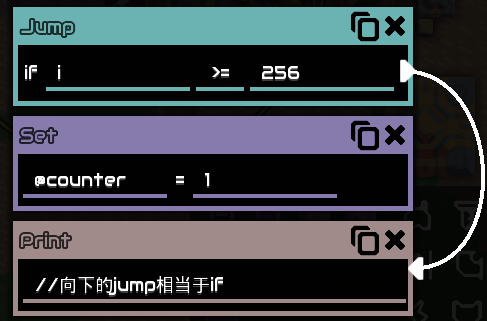 Jump
if i >= 256
Set
@counter = 1
Print
//向下的jump相当于if